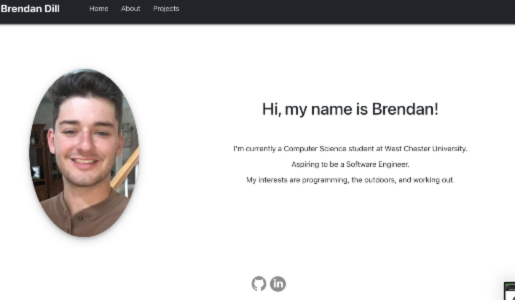 Brendan Dill
Home About Projects
Hi, my name is Brendan!
I'm currently a Computer Science student at West Chester University.
Aspiring to be a Software Engineer.
My interests are programming, the outdoors, and working out.
in